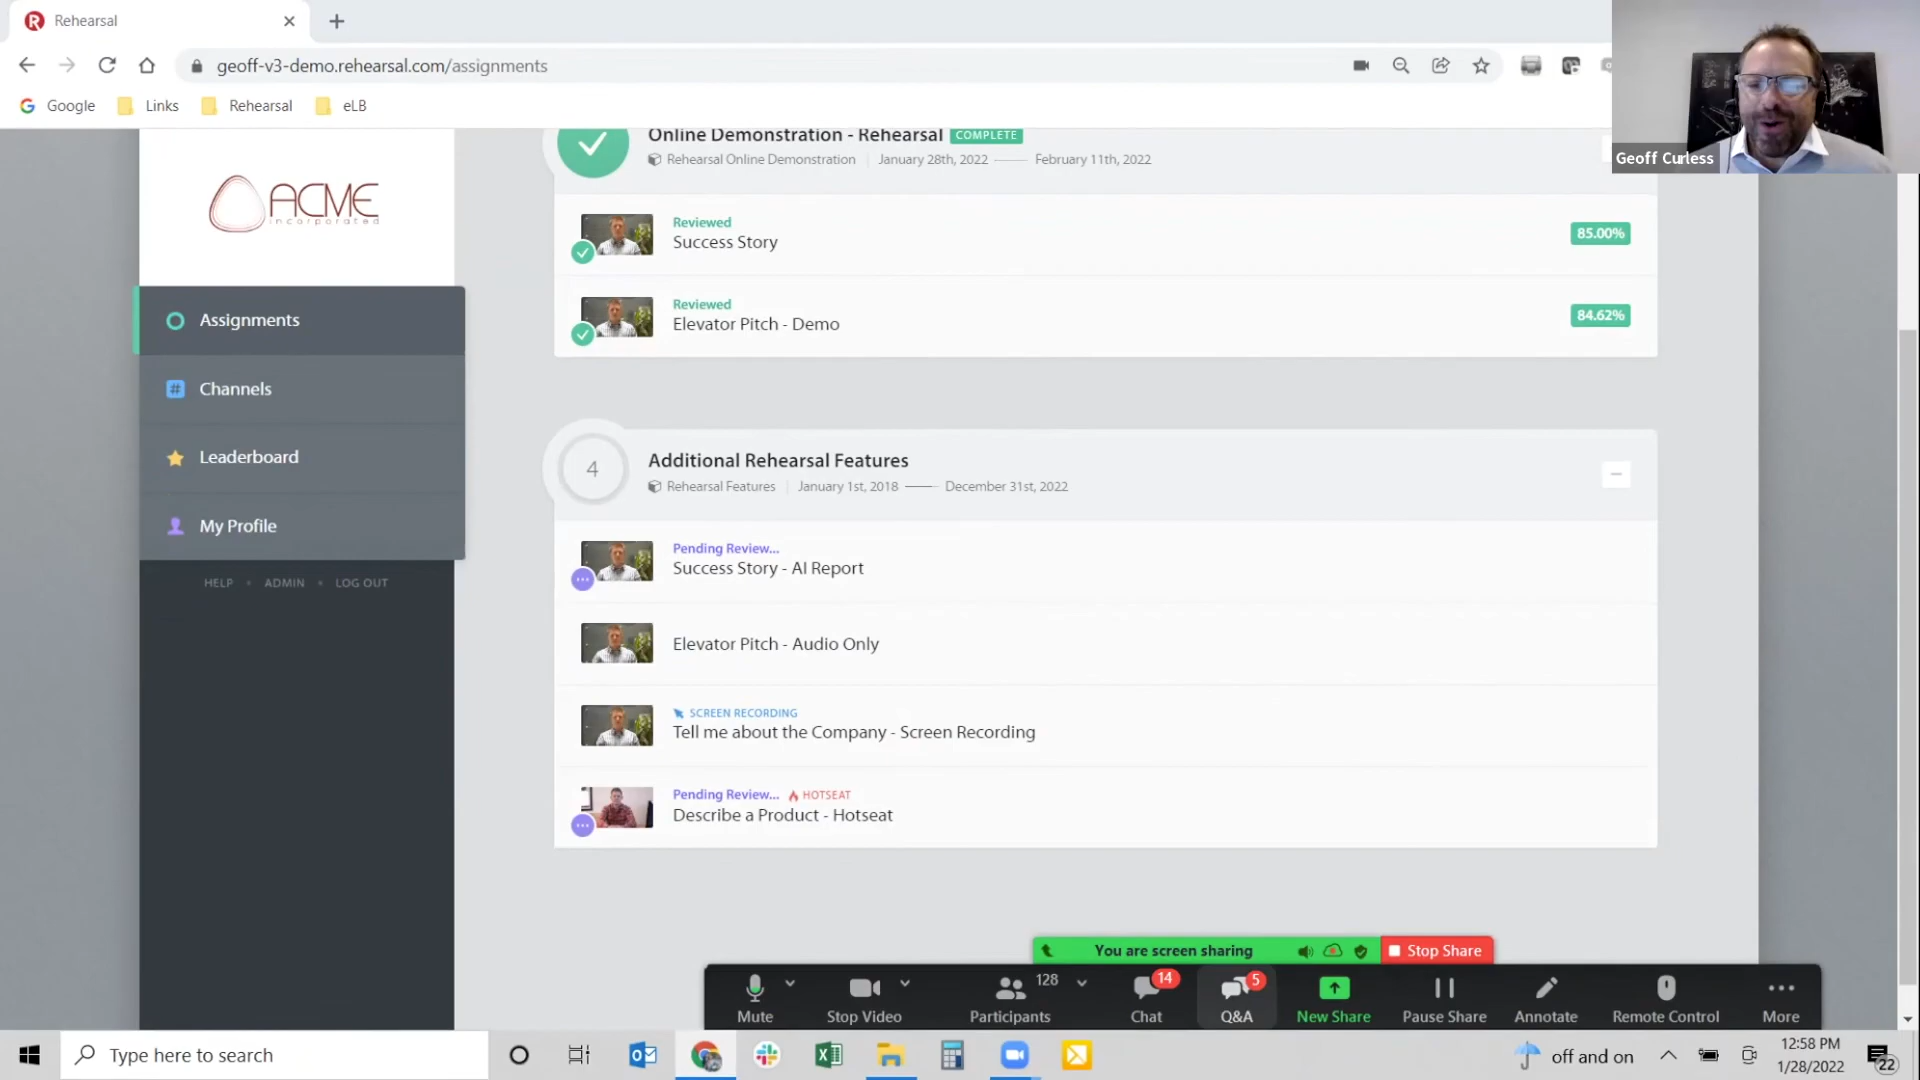 Rehearsal
geoff-v3-demo.rehearsal.com/assignments
Google
Links
Rehearsal
eLB
Geoff Curless
ACME
incorporated
Assignments
Channels
Leaderboard
My Profile
HELP • ADMIN • LOG OUT
Online Demonstration - Rehearsal COMPLETE
Rehearsal Online Demonstration January 28th, 2022 February 11th, 2022
Reviewed
Success Story
85.00%
Reviewed
Elevator Pitch - Demo
84.62%
4
Additional Rehearsal Features
Rehearsal Features January 1st, 2018 December 31st, 2022
Pending Review...
Success Story - AI Report
Elevator Pitch - Audio Only
SCREEN RECORDING
Tell me about the Company - Screen Recording
Pending Review... HOTSEAT
Describe a Product - Hotseat
You are screen sharing
Stop Share
Mute
Stop Video
128
Participants
14
Chat
5
Q&A
New Share
Pause Share
Annotate
Remote Control
More
Type here to search
off and on
12:58 PM
1/28/2022
22